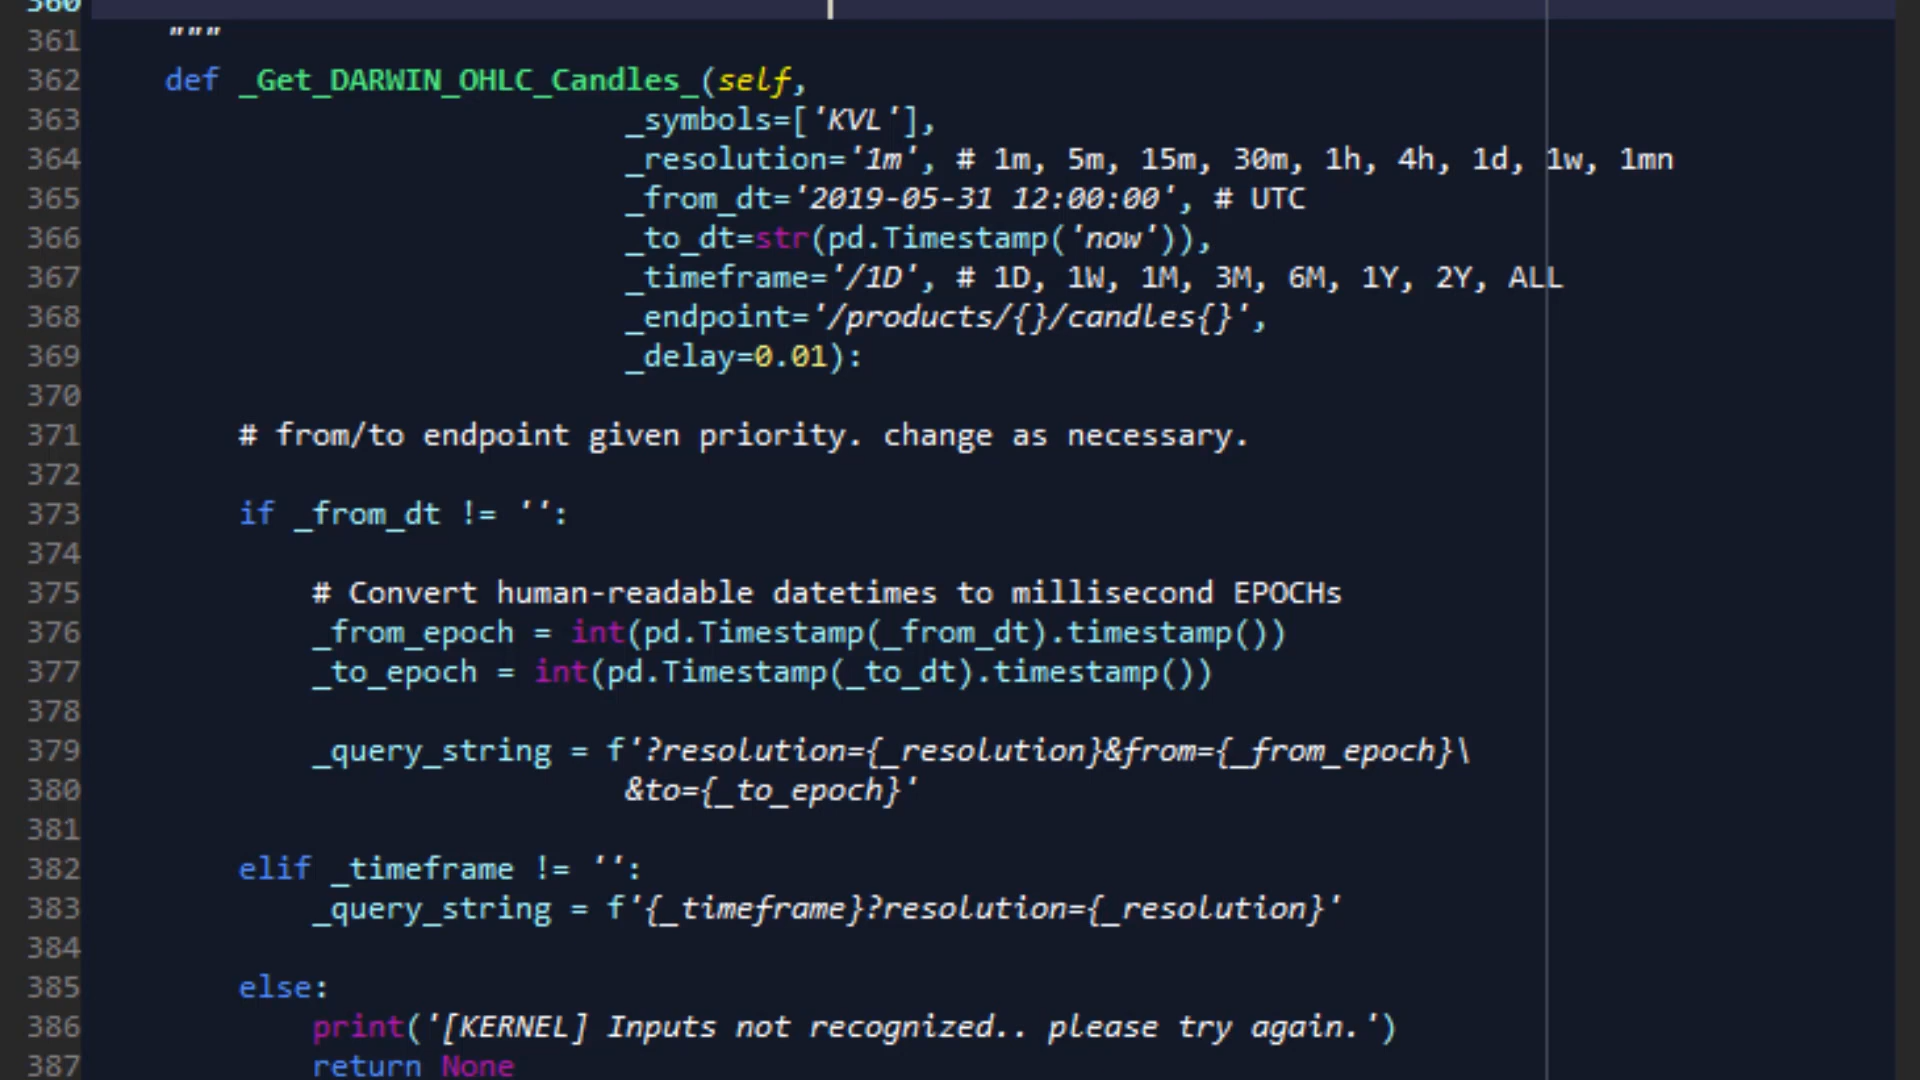 360
361 """
362 def _Get_DARWIN_OHLC_Candles_(self,
363 _symbols=['KVL'],
364 _resolution='1m', # 1m, 5m, 15m, 30m, 1h, 4h, 1d, 1w, 1mn
365 _from_dt='2019-05-31 12:00:00', # UTC
366 _to_dt=str(pd.Timestamp('now')),
367 _timeframe='/1D', # 1D, 1W, 1M, 3M, 6M, 1Y, 2Y, ALL
368 _endpoint='/products/{}/candles{}',
369 _delay=0.01):
370
371 # from/to endpoint given priority. change as necessary.
372
373 if _from_dt != '':
374
375 # Convert human-readable datetimes to millisecond EPOCHs
376 _from_epoch = int(pd.Timestamp(_from_dt).timestamp())
377 _to_epoch = int(pd.Timestamp(_to_dt).timestamp())
378
379 _query_string = f'?resolution={_resolution}&from={_from_epoch}\
380 &to={_to_epoch}'
381
382 elif _timeframe != '':
383 _query_string = f'{_timeframe}?resolution={_resolution}'
384
385 else:
386 print('[KERNEL] Inputs not recognized.. please try again.')
387 return None